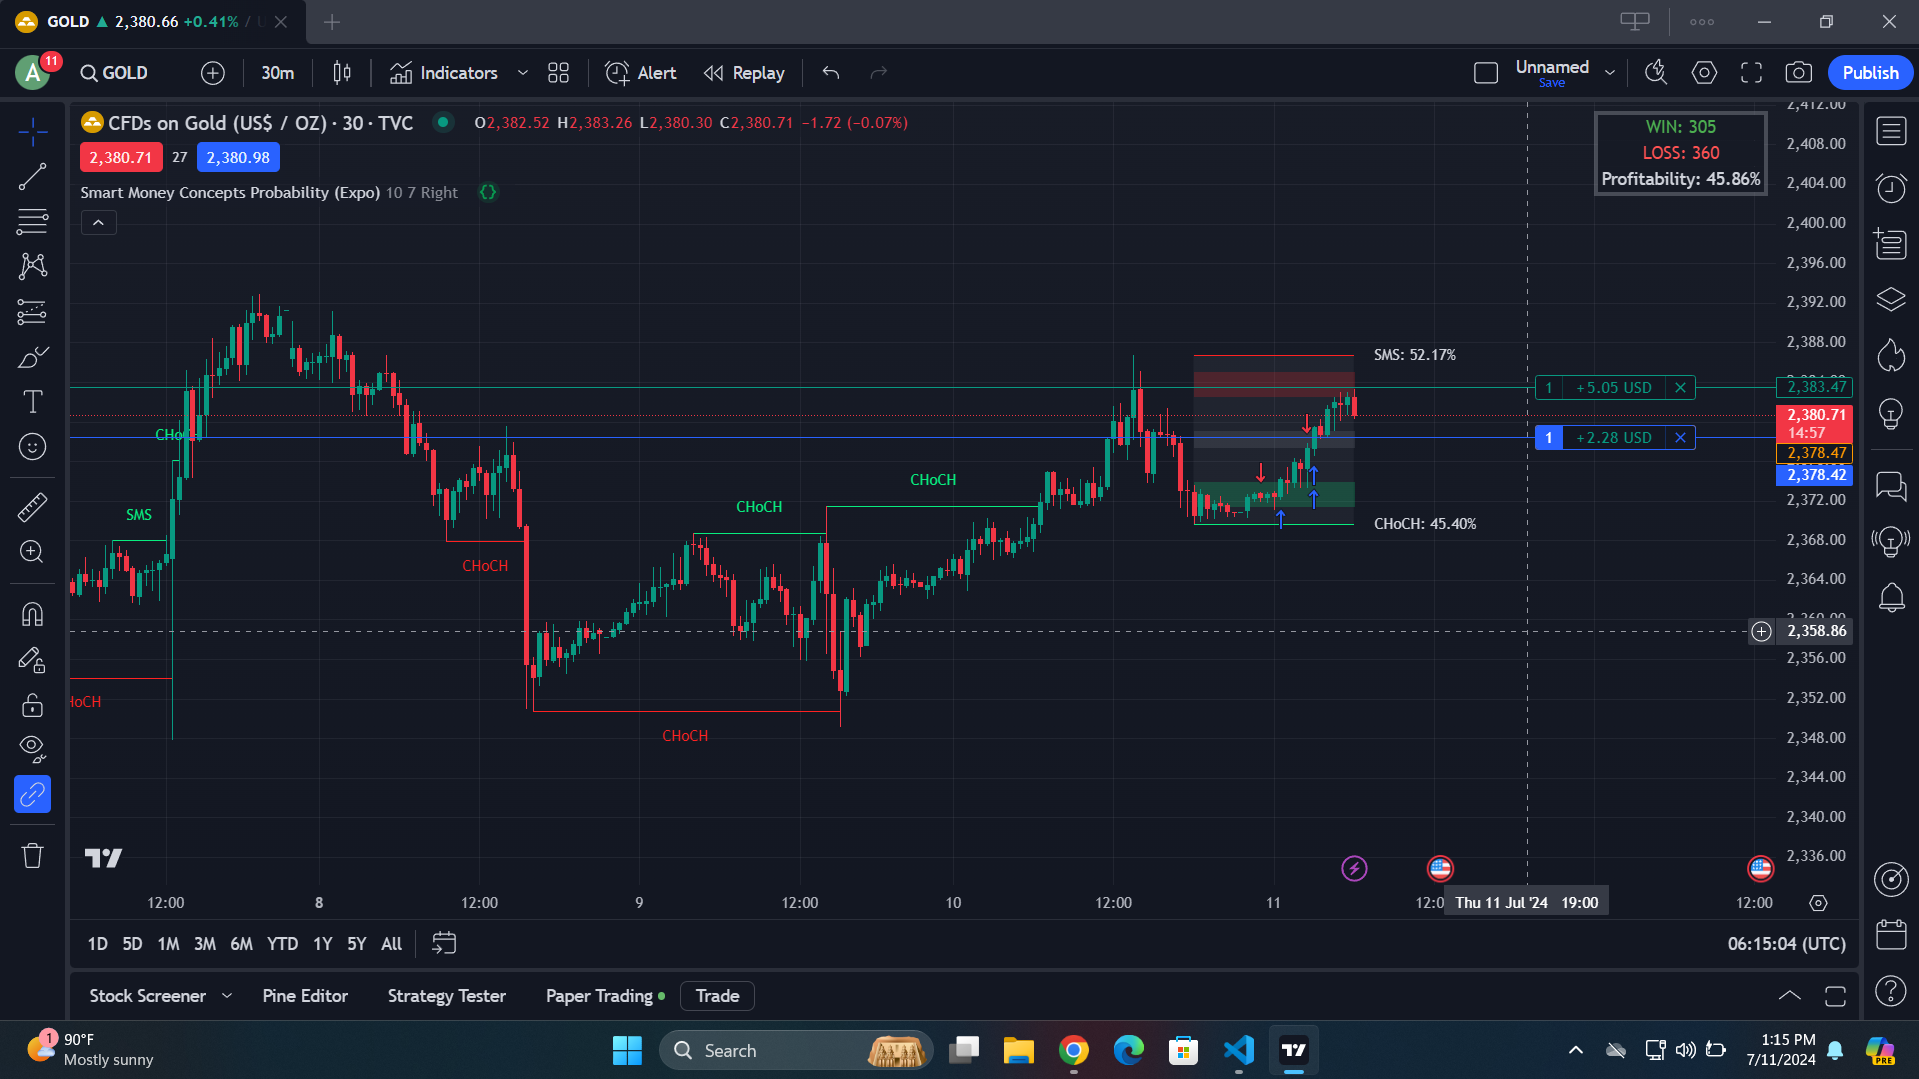 GOLD ▲ 2,380.66 +0.41% /
A 11 GOLD 30m Indicators Alert Replay Unnamed Save Publish
CFDs on Gold (US$ / OZ) · 30 · TVC O2,382.52 H2,383.26 L2,380.30 C2,380.71 −1.72 (−0.07%)
2,380.71 27 2,380.98
Smart Money Concepts Probability (Expo) 10 7 Right
WIN: 305
LOSS: 360
Profitability: 45.86%
2,412.00
2,408.00
2,404.00
2,400.00
2,396.00
2,392.00
2,388.00
2,383.47
2,380.71
14:57
2,378.47
2,378.42
2,372.00
2,368.00
2,364.00
2,360.00
2,358.86
2,356.00
2,352.00
2,348.00
2,344.00
2,340.00
2,336.00
SMS: 52.17%
1 +5.05 USD
1 +2.28 USD
CHoCH
CHoCH
CHoCH
SMS
CHoCH: 45.40%
CHoCH
HoCH
CHoCH
12:00 8 12:00 9 12:00 10 12:00 11 12:0 Thu 11 Jul '24 19:00 12:00
1D 5D 1M 3M 6M YTD 1Y 5Y All 06:15:04 (UTC)
Stock Screener Pine Editor Strategy Tester Paper Trading Trade
1 90°F
Mostly sunny
Search
1:15 PM
7/11/2024
PRE